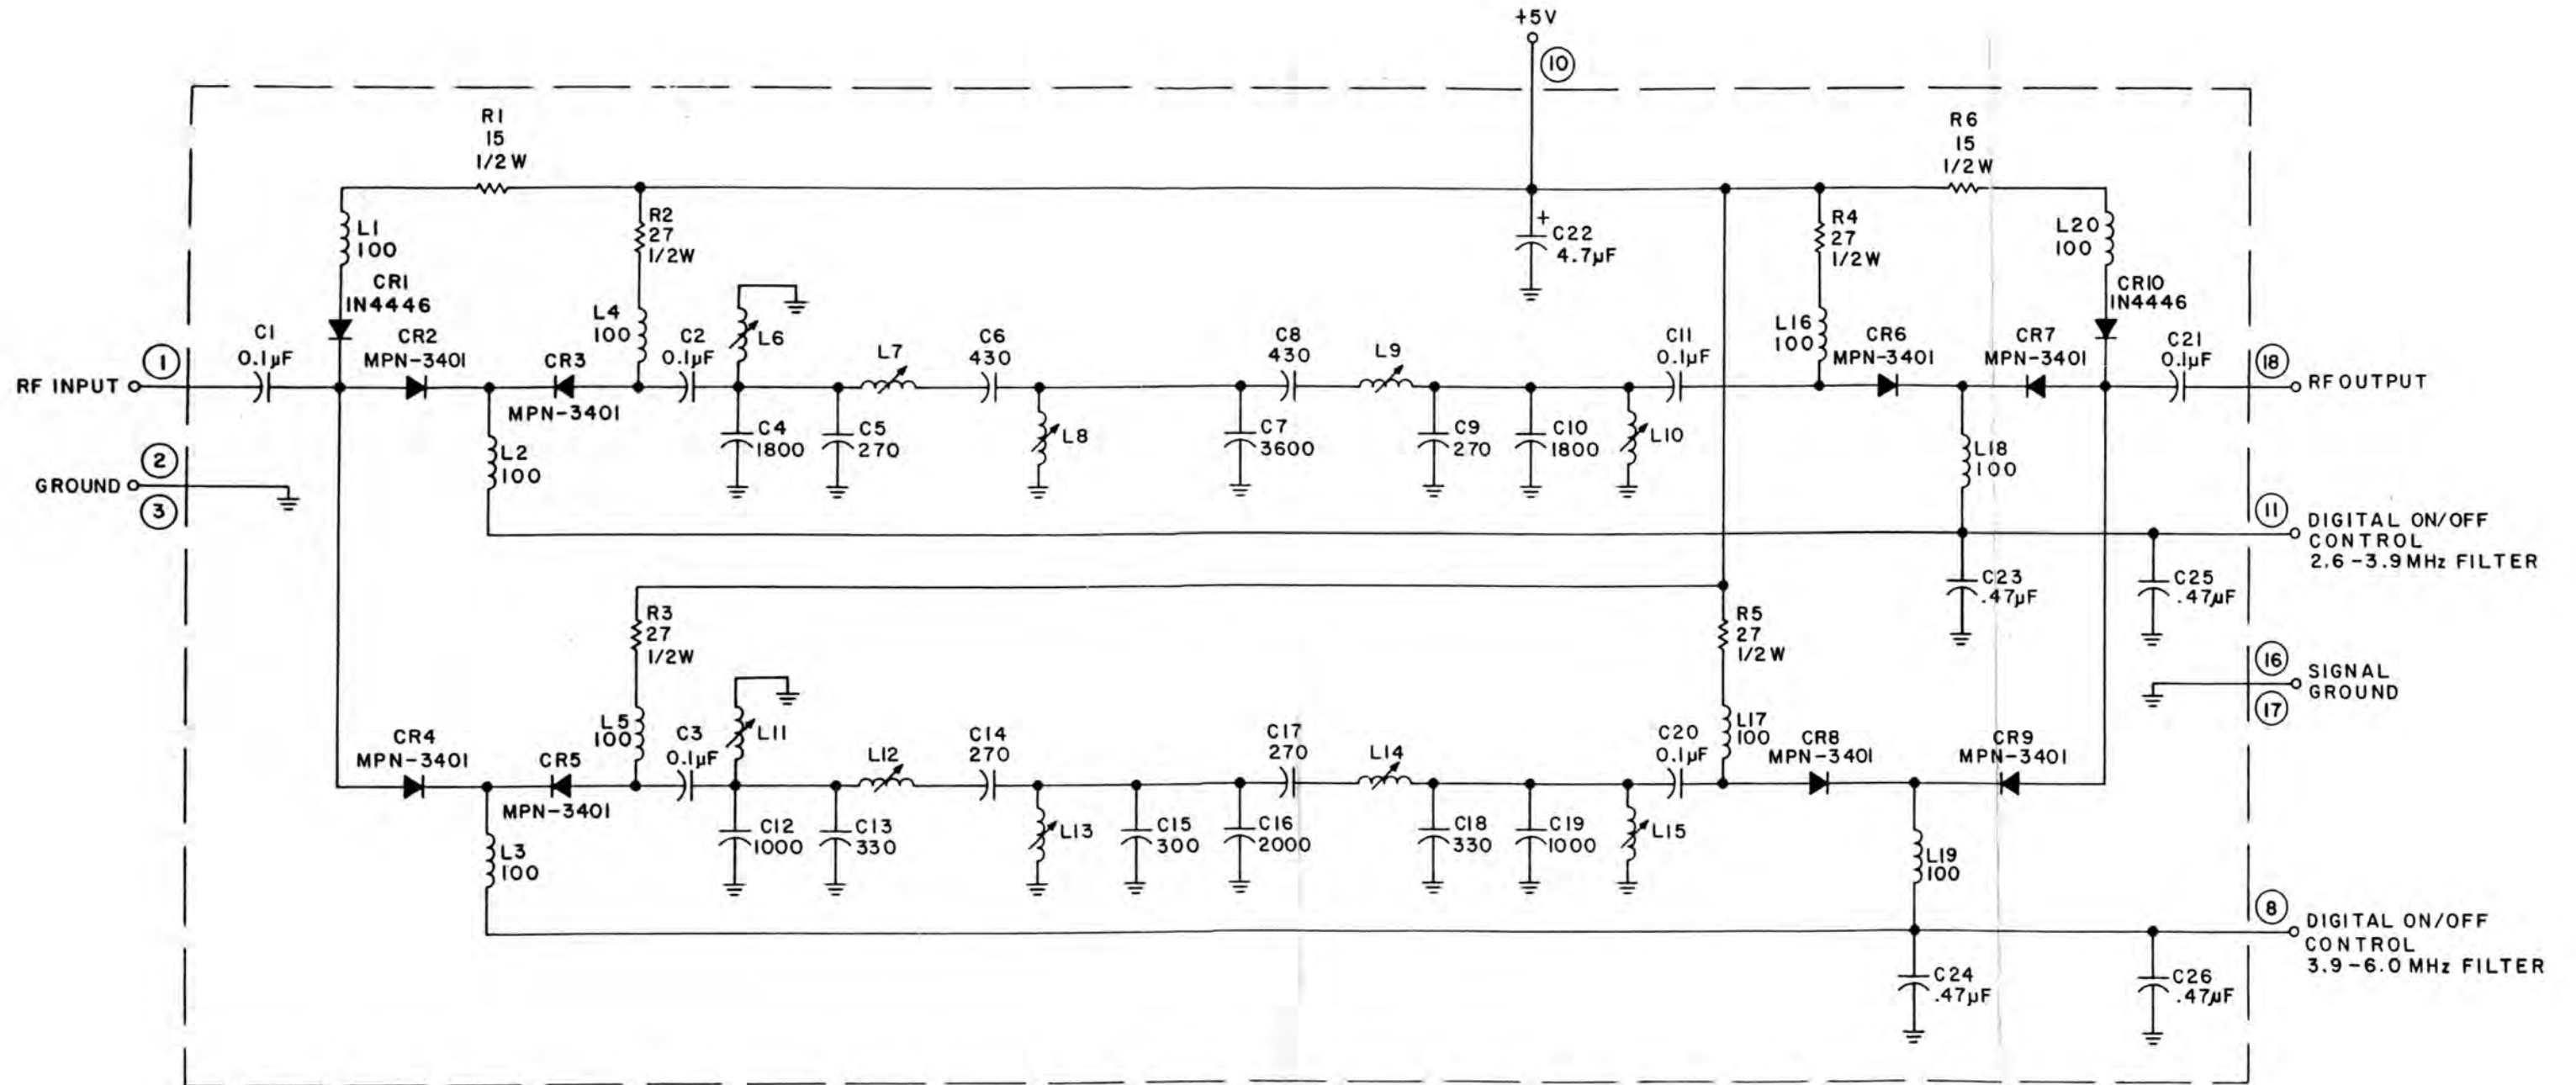 +5V
10
R1
15
1/2W
R6
15
1/2W
L1
100
R2
27
1/2W
+
C22
4.7µF
R4
27
1/2W
L20
100
CR1
1N4446
CR10
1N4446
C1
0.1µF
CR2
MPN-3401
L4
100
C2
0.1µF
L6
L7
C6
430
C8
430
L9
C11
0.1µF
L16
100
CR6
MPN-3401
CR7
MPN-3401
C21
0.1µF
RF INPUT
1
CR3
MPN-3401
18
RF OUTPUT
L2
100
C4
1800
C5
270
L8
C7
3600
C9
270
C10
1800
L10
L18
100
2
GROUND
3
11
DIGITAL ON/OFF
CONTROL
2.6-3.9MHz FILTER
C23
.47µF
C25
.47µF
R3
27
1/2W
R5
27
1/2W
16
SIGNAL
GROUND
17
CR4
MPN-3401
CR5
MPN-3401
L5
100
C3
0.1µF
L11
L12
C14
270
C17
270
L14
C20
0.1µF
L17
100
CR8
MPN-3401
CR9
MPN-3401
L3
100
C12
1000
C13
330
L13
C15
300
C16
2000
C18
330
C19
1000
L15
L19
100
8
DIGITAL ON/OFF
CONTROL
3.9-6.0 MHz FILTER
C24
.47µF
C26
.47µF